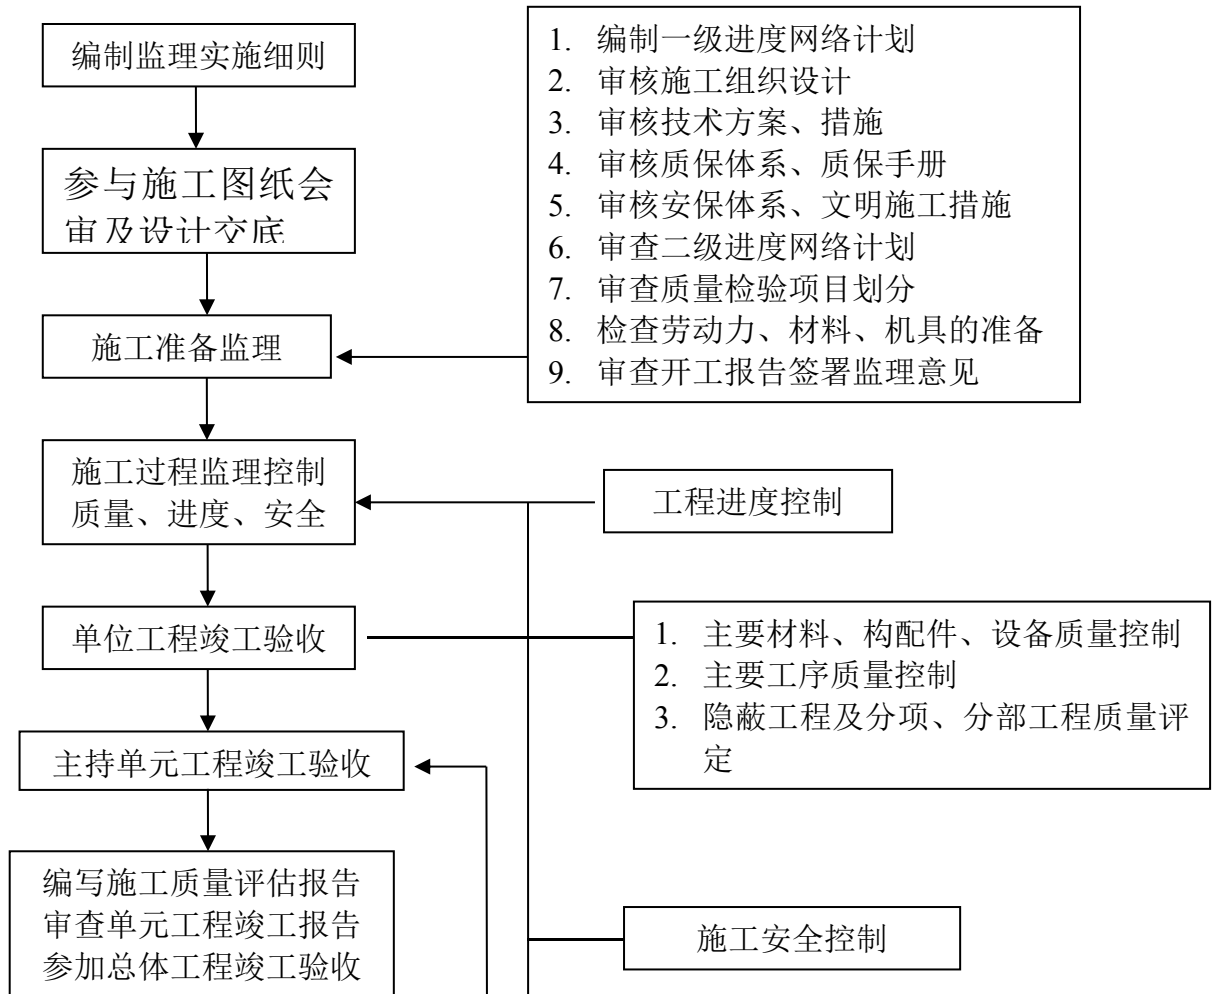 编制监理实施细则
参与施工图纸会
审及设计交底
施工准备监理
施工过程监理控制
质量、进度、安全
单位工程竣工验收
主持单元工程竣工验收
编写施工质量评估报告
审查单元工程竣工报告
参加总体工程竣工验收
1. 编制一级进度网络计划
2. 审核施工组织设计
3. 审核技术方案、措施
4. 审核质保体系、质保手册
5. 审核安保体系、文明施工措施
6. 审查二级进度网络计划
7. 审查质量检验项目划分
8. 检查劳动力、材料、机具的准备
9. 审查开工报告签署监理意见
工程进度控制
1. 主要材料、构配件、设备质量控制
2. 主要工序质量控制
3. 隐蔽工程及分项、分部工程质量评
定
施工安全控制